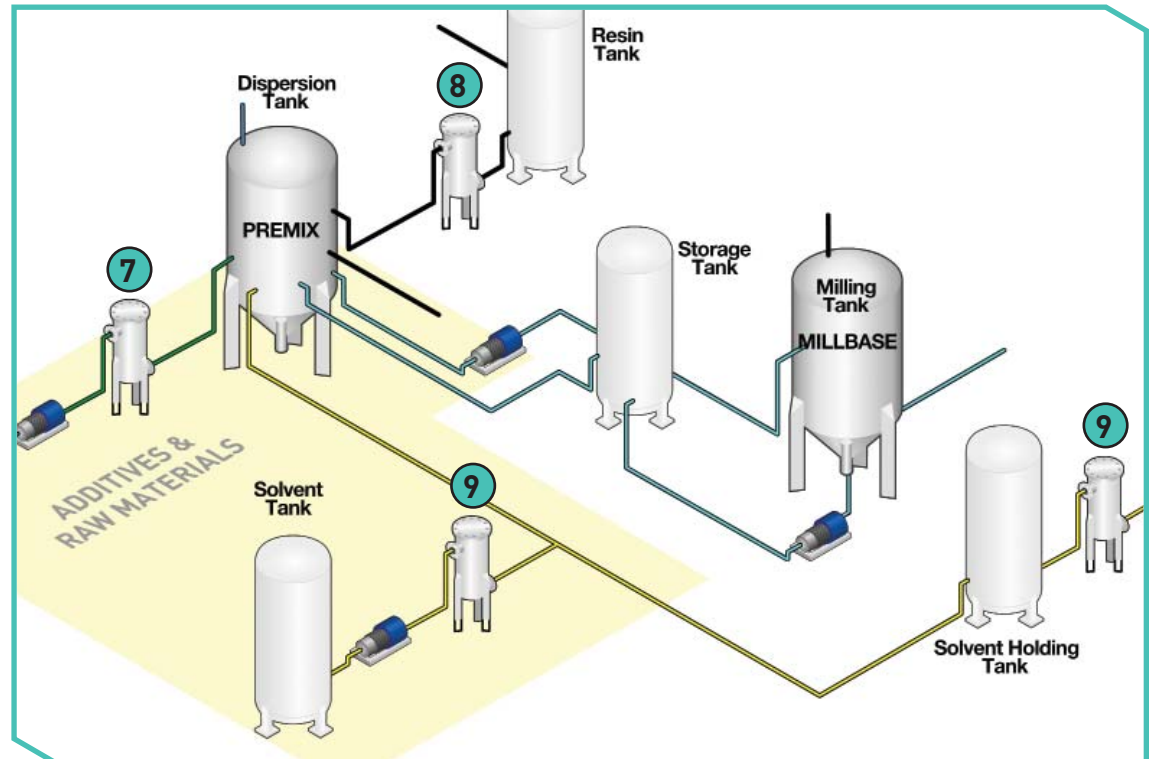 Resin
Tank
8
Dispersion
Tank
PREMIX
7
Storage
Tank
Milling
Tank
MILLBASE
ADDITIVES &
RAW MATERIALS
Solvent
Tank
9
9
Solvent Holding
Tank